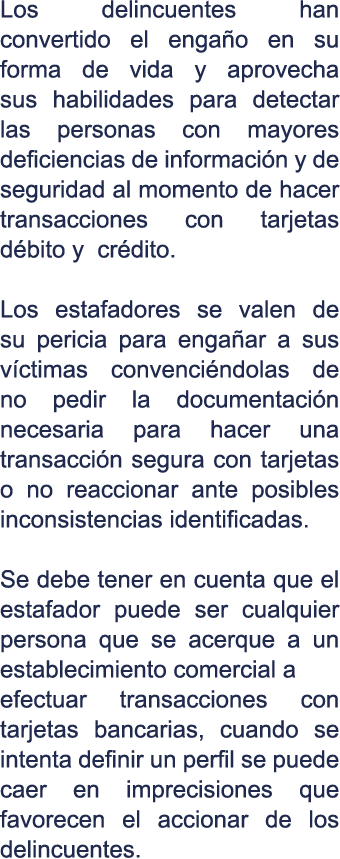 Los delincuentes han
convertido el engaño en su
forma de vida y aprovecha
sus habilidades para detectar
las personas con mayores
deficiencias de información y de
seguridad al momento de hacer
transacciones con tarjetas
débito y  crédito.

Los estafadores se valen de
su pericia para engañar a sus
víctimas convenciéndolas de
no pedir la documentación
necesaria para hacer una
transacción segura con tarjetas
o no reaccionar ante posibles
inconsistencias identificadas.

Se debe tener en cuenta que el
estafador puede ser cualquier
persona que se acerque a un
establecimiento comercial a
efectuar transacciones con
tarjetas bancarias, cuando se
intenta definir un perfil se puede
caer en imprecisiones que
favorecen el accionar de los
delincuentes.